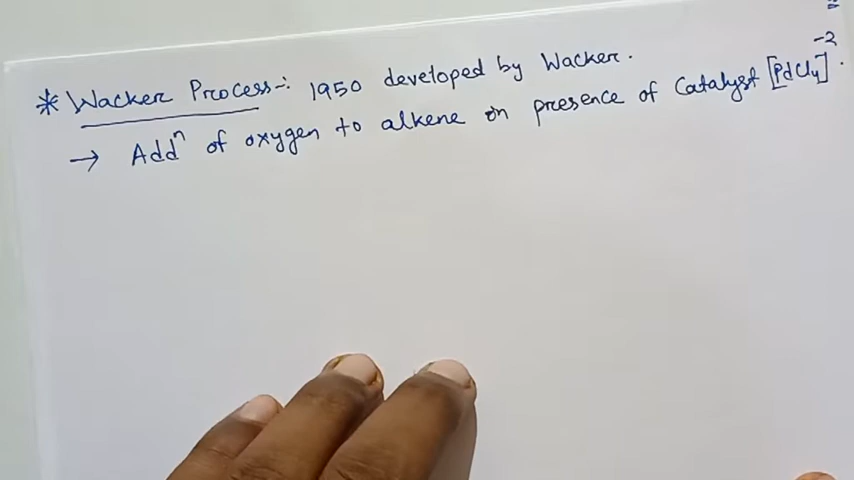 * Wacker Process :- 1950 developed by Wacker.
→ Addⁿ of oxygen to alkene in presence of Catalyst [PdCl₄]⁻².